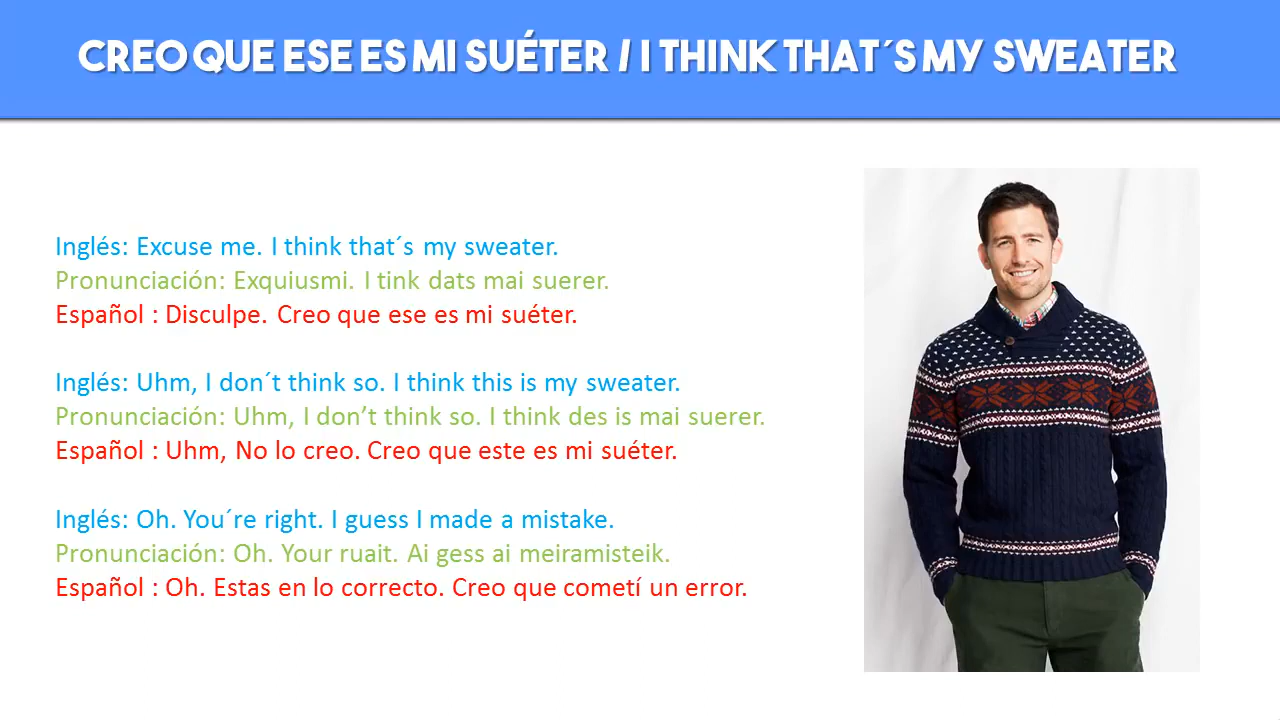 CREO QUE ESE ES MI SUÉTER / I THINK THAT´S MY SWEATER
Inglés: Excuse me. I think that´s my sweater.
Pronunciación: Exquiusmi. I tink dats mai suerer.
Español : Disculpe. Creo que ese es mi suéter.
Inglés: Uhm, I don´t think so. I think this is my sweater.
Pronunciación: Uhm, I don’t think so. I think des is mai suerer.
Español : Uhm, No lo creo. Creo que este es mi suéter.
Inglés: Oh. You´re right. I guess I made a mistake.
Pronunciación: Oh. Your ruait. Ai gess ai meiramisteik.
Español : Oh. Estas en lo correcto. Creo que cometí un error.